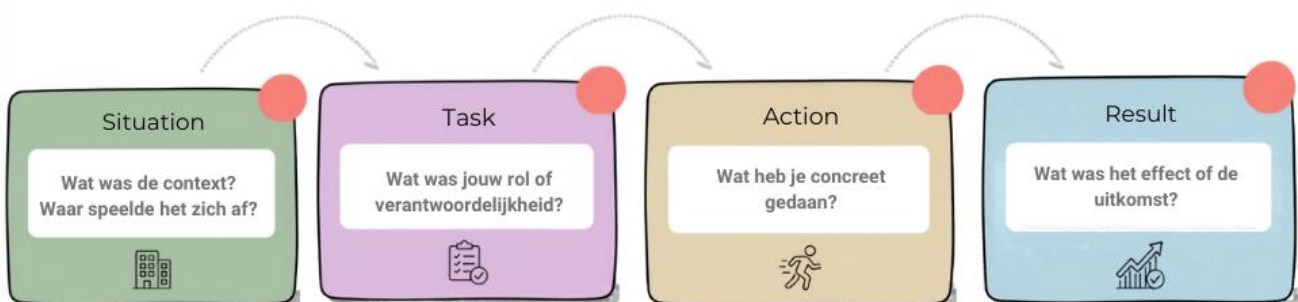 Situation
Wat was de context?
Waar speelde het zich af?
Task
Wat was jouw rol of
verantwoordelijkheid?
Action
Wat heb je concreet
gedaan?
Result
Wat was het effect of de
uitkomst?